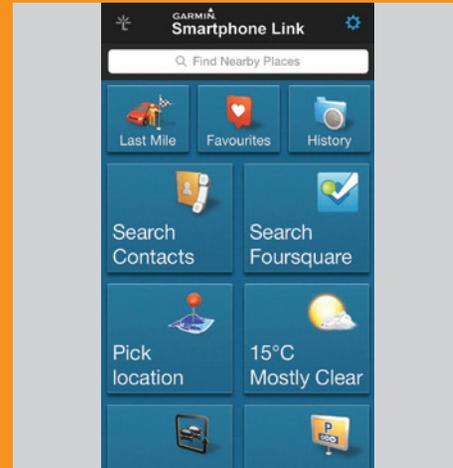 GARMIN.
Smartphone Link
Find Nearby Places
Last Mile
Favourites
History
Search
Contacts
Search
Foursquare
Pick
location
15°C
Mostly Clear
P